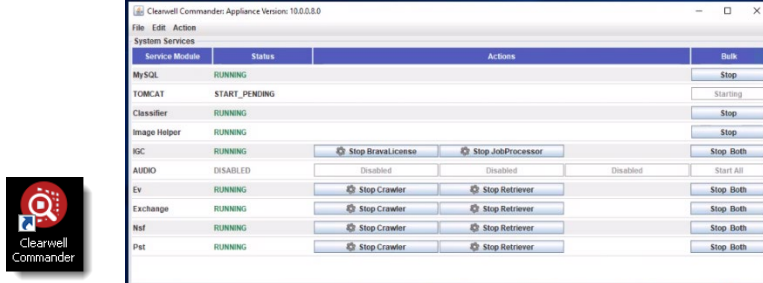 Clearwell Commander: Appliance Version: 10.0.0.8.0
File Edit Action
System Services
Service Module Status Actions Bulk
MySQL RUNNING Stop
TOMCAT START_PENDING Starting
Classifier RUNNING Stop
Image Helper RUNNING Stop
IGC RUNNING Stop BravaLicense Stop JobProcessor Stop Both
AUDIO DISABLED Disabled Disabled Disabled Start All
Ev RUNNING Stop Crawler Stop Retriever Stop Both
Exchange RUNNING Stop Crawler Stop Retriever Stop Both
Nsf RUNNING Stop Crawler Stop Retriever Stop Both
Pst RUNNING Stop Crawler Stop Retriever Stop Both
Clearwell
Commander